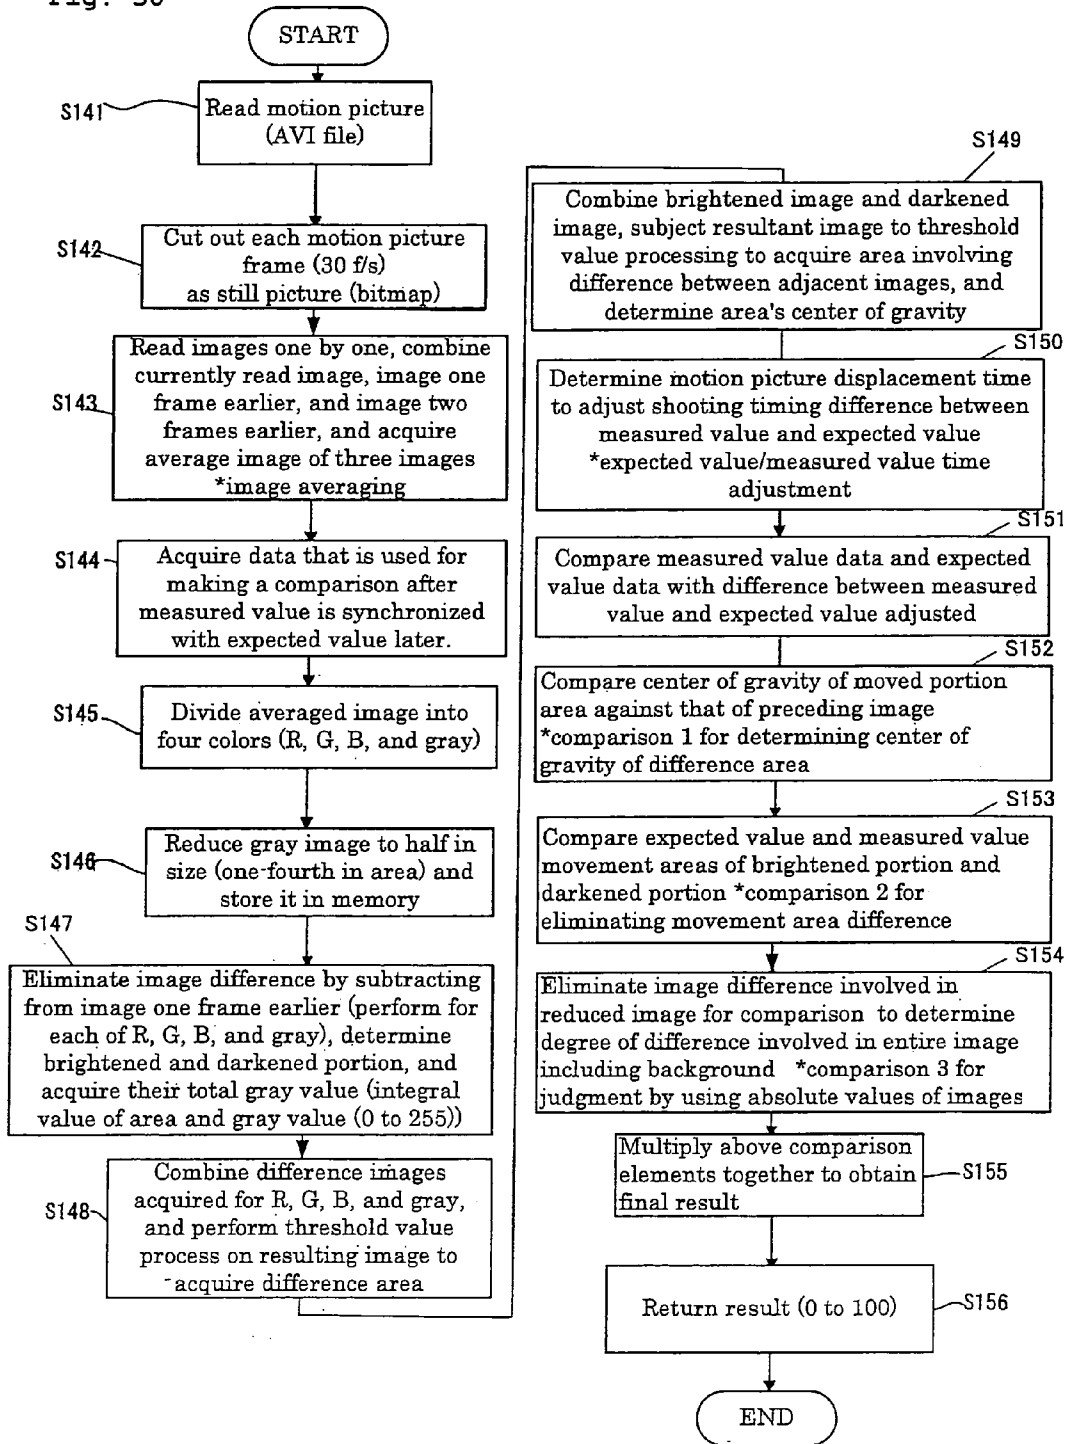 Fig. 30
START
S141
Read motion picture
(AVI file)
S142
Cut out each motion picture
frame (30 f/s)
as still picture (bitmap)
S143
Read images one by one, combine
currently read image, image one
frame earlier, and image two
frames earlier, and acquire
average image of three images
*image averaging
S144
Acquire data that is used for
making a comparison after
measured value is synchronized
with expected value later.
S145
Divide averaged image into
four colors (R, G, B, and gray)
S146
Reduce gray image to half in
size (one-fourth in area) and
store it in memory
S147
Eliminate image difference by subtracting
from image one frame earlier (perform for
each of R, G, B, and gray), determine
brightened and darkened portion, and
acquire their total gray value (integral
value of area and gray value (0 to 255))
S148
Combine difference images
acquired for R, G, B, and gray,
and perform threshold value
process on resulting image to
acquire difference area
S149
Combine brightened image and darkened
image, subject resultant image to threshold
value processing to acquire area involving
difference between adjacent images, and
determine area's center of gravity
S150
Determine motion picture displacement time
to adjust shooting timing difference between
measured value and expected value
*expected value/measured value time
adjustment
S151
Compare measured value data and expected
value data with difference between measured
value and expected value adjusted
S152
Compare center of gravity of moved portion
area against that of preceding image
*comparison 1 for determining center of
gravity of difference area
S153
Compare expected value and measured value
movement areas of brightened portion and
darkened portion *comparison 2 for
eliminating movement area difference
S154
Eliminate image difference involved in
reduced image for comparison to determine
degree of difference involved in entire image
including background *comparison 3 for
judgment by using absolute values of images
Multiply above comparison
elements together to obtain
final result
S155
Return result (0 to 100)
S156
END